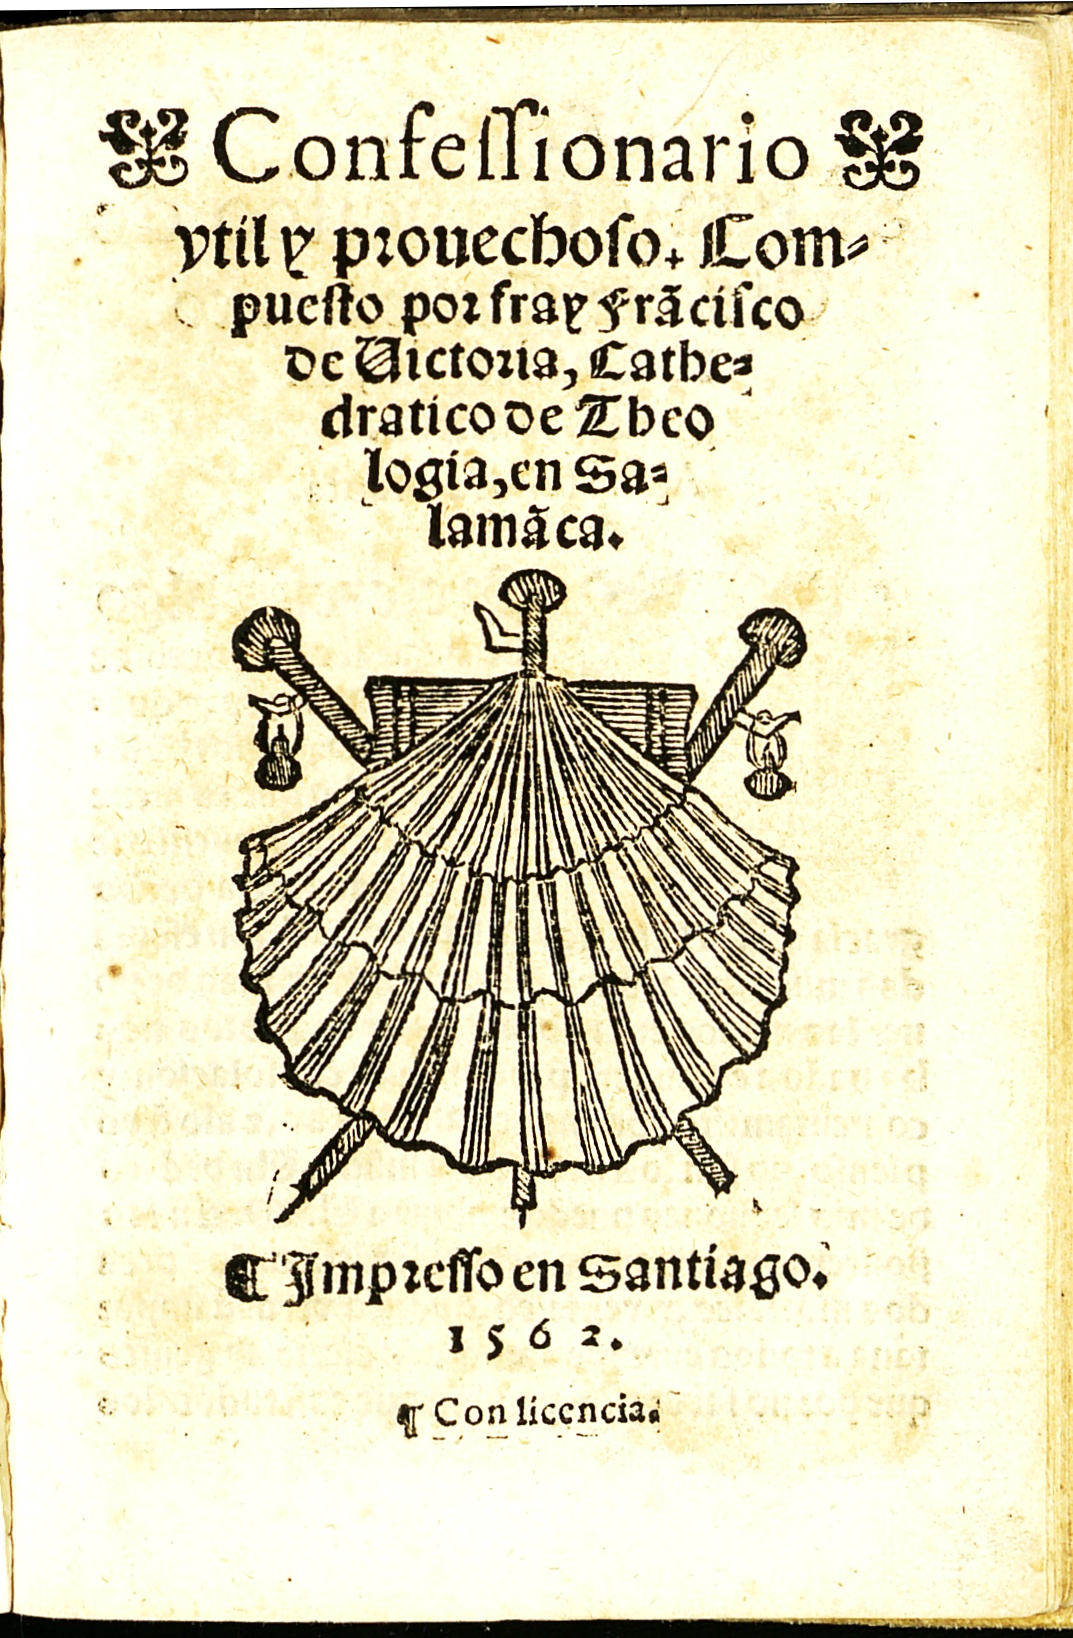 Confeſſionario
vtil y prouechoſo. Com-
pueſto por fray Frãciſco
de Victoria, Cathe-
dratico de Theo
logia, en Sa-
lamãca.
¶ Impreſſo en Santiago.
1562.
¶ Con licencia.